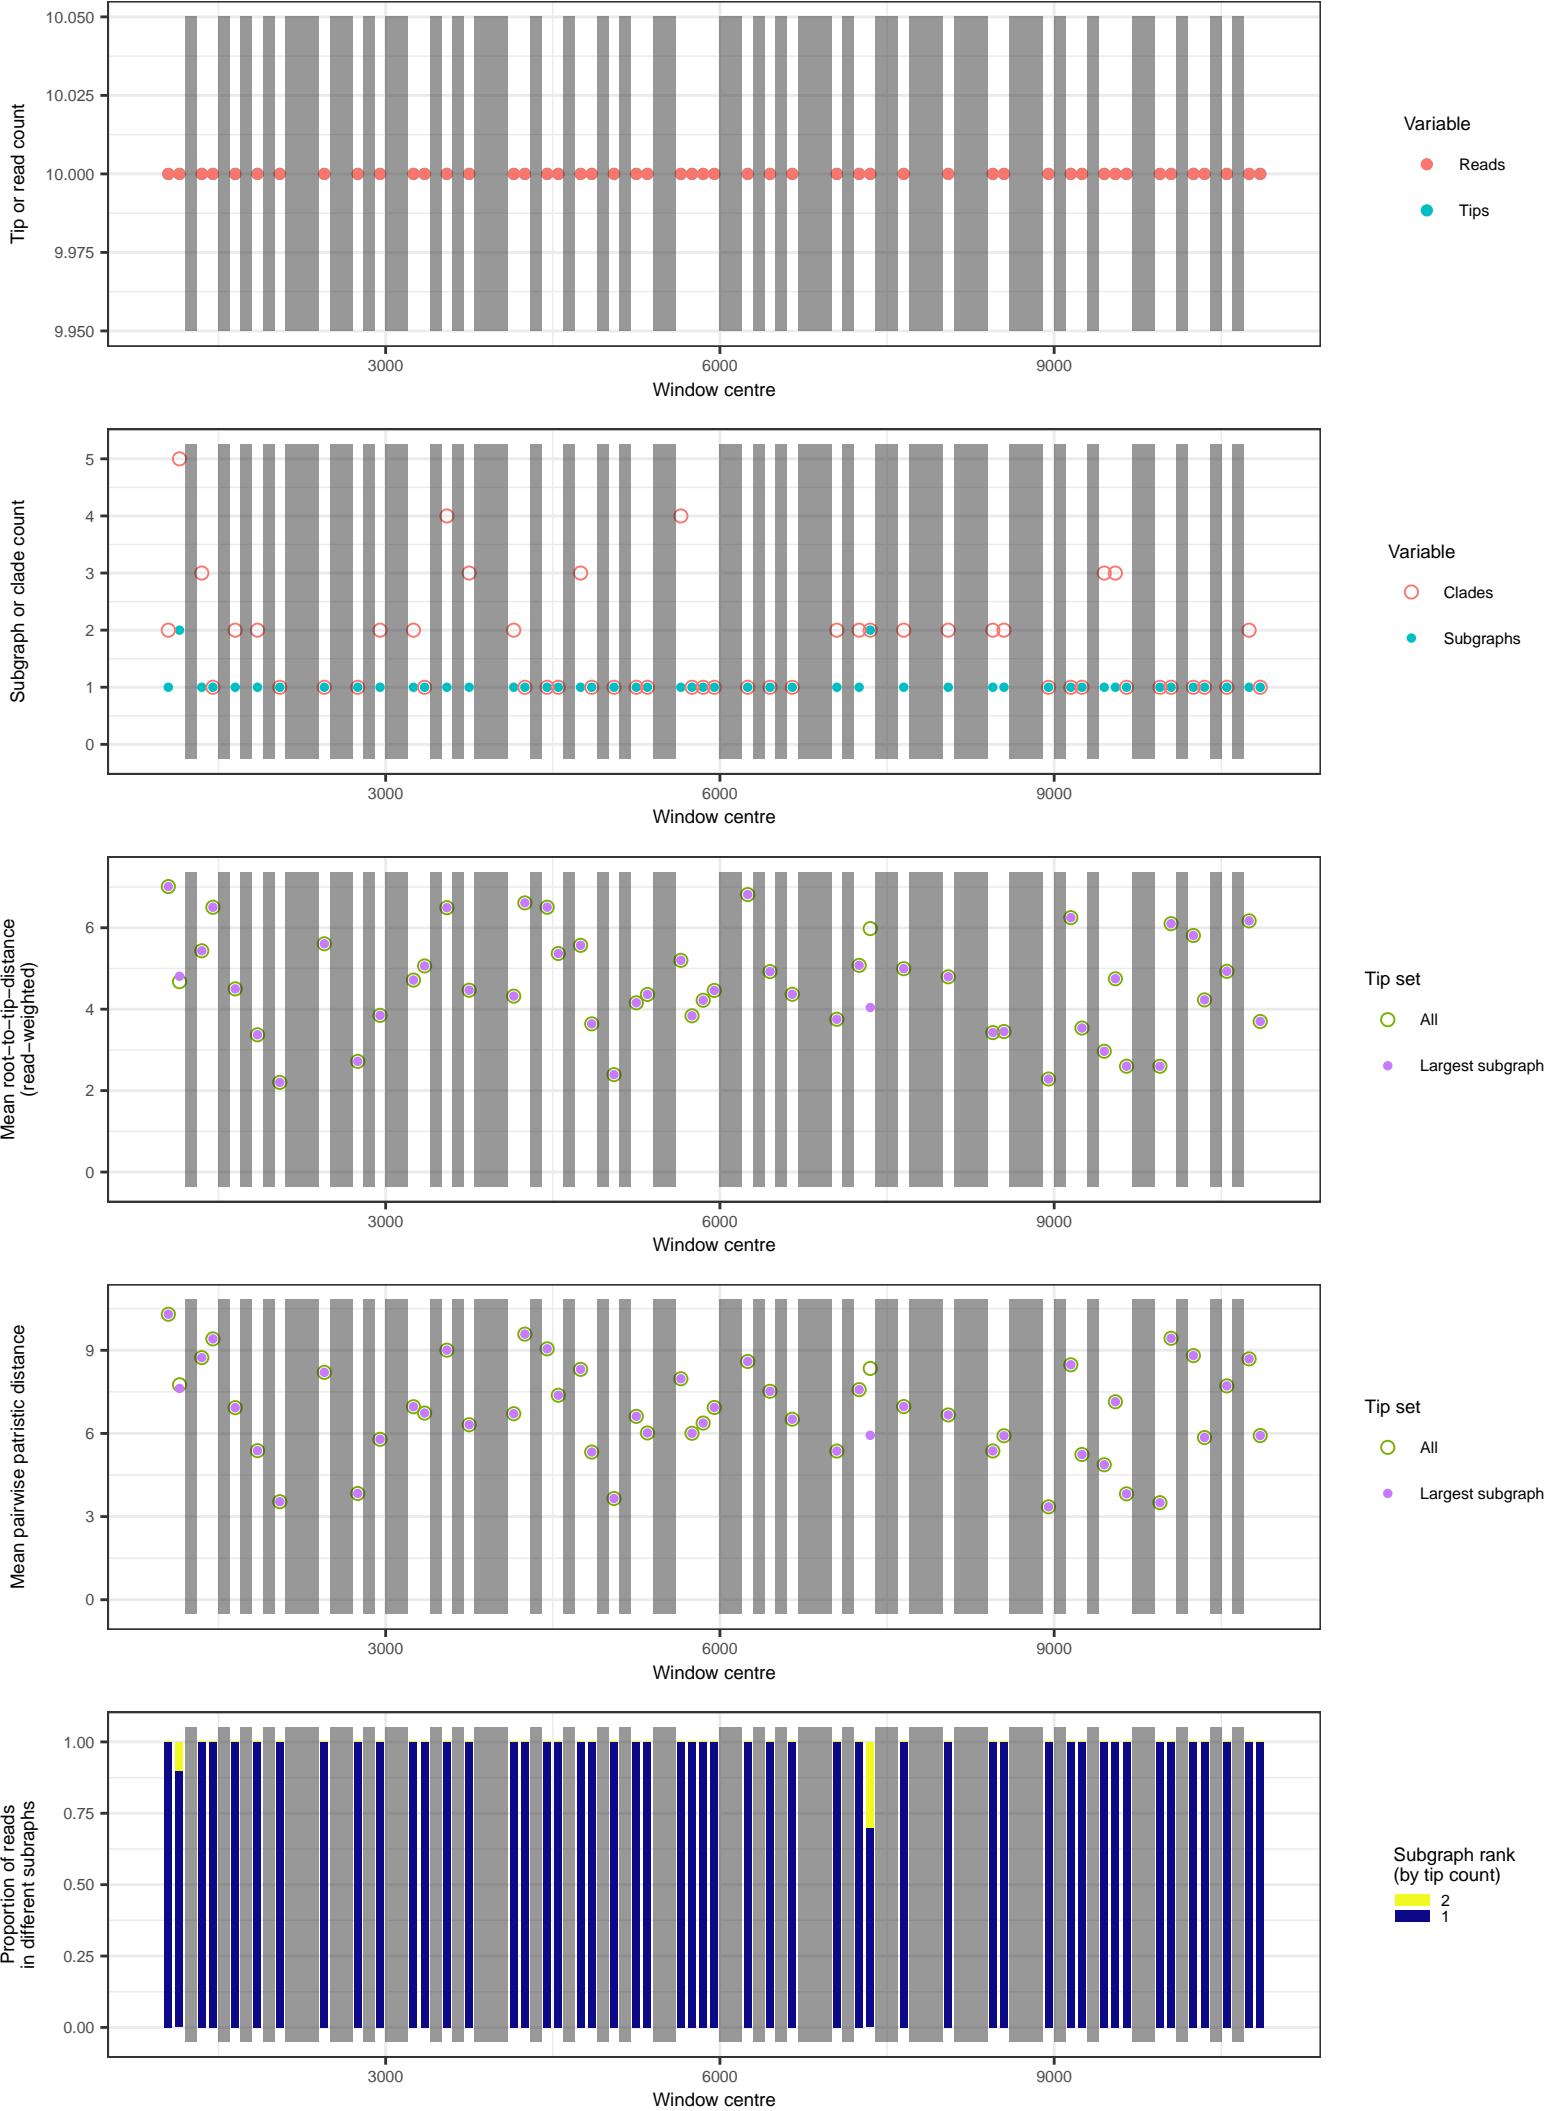 10.050
10.025
10.000
9.975
9.950
Tip or read count
3000
6000
9000
Window centre
Variable
Reads
Tips
5
4
3
2
1
0
Subgraph or clade count
3000
6000
9000
Window centre
Variable
Clades
Subgraphs
6
4
2
0
Mean root−to−tip−distance
(read−weighted)
3000
6000
9000
Window centre
Tip set
All
Largest subgraph
9
6
3
0
Mean pairwise patristic distance
3000
6000
9000
Window centre
Tip set
All
Largest subgraph
1.00
0.75
0.50
0.25
0.00
Proportion of reads
in different subraphs
3000
6000
9000
Window centre
Subgraph rank
(by tip count)
2
1